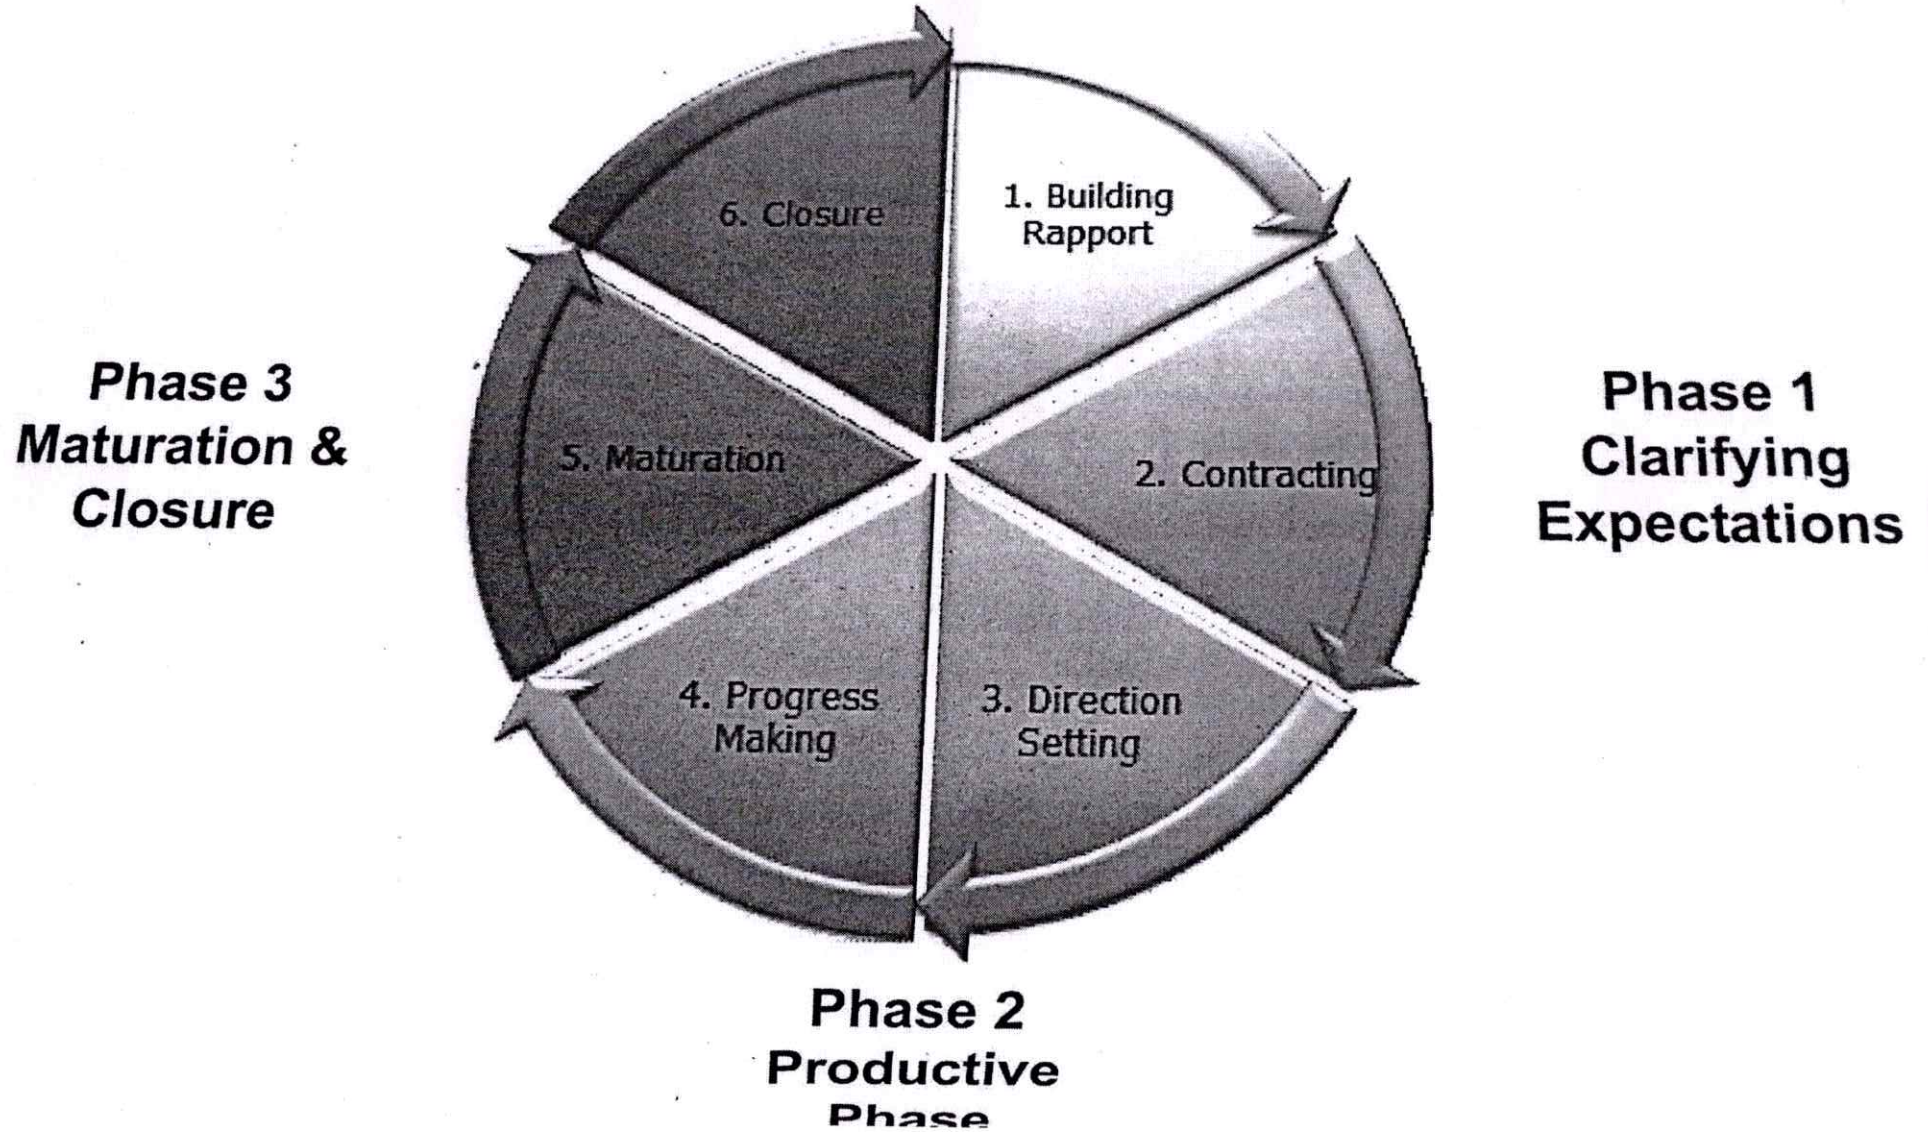 6. Closure
1. Building
Rapport
Phase 3
Maturation &
Closure
5. Maturation
2. Contracting
Phase 1
Clarifying
Expectations
4. Progress
Making
3. Direction
Setting
Phase 2
Productive
Phase